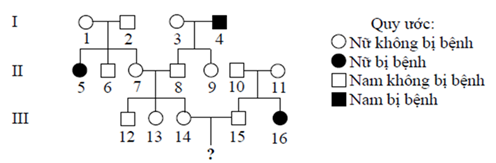 I
1 2 3 4
Quy ước:
Nữ không bị bệnh
Nữ bị bệnh
Nam không bị bệnh
Nam bị bệnh
II
5 6 7 8 9 10 11
III
12 13 14 15 16
?